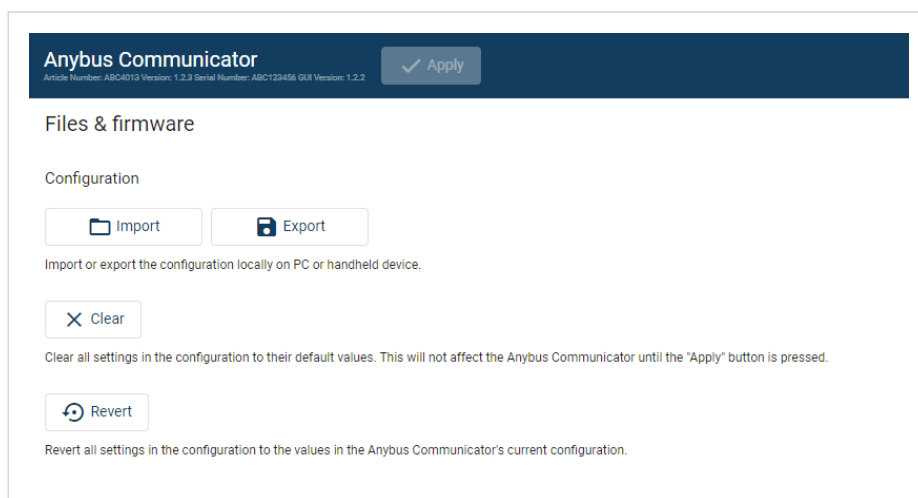 Anybus Communicator
Article Number: ABC4013 Version: 1.2.3 Serial Number: ABC123456 GUI Version: 1.2.2
Apply
Files & firmware
Configuration
Import
Export
Import or export the configuration locally on PC or handheld device.
Clear
Clear all settings in the configuration to their default values. This will not affect the Anybus Communicator until the "Apply" button is pressed.
Revert
Revert all settings in the configuration to the values in the Anybus Communicator's current configuration.